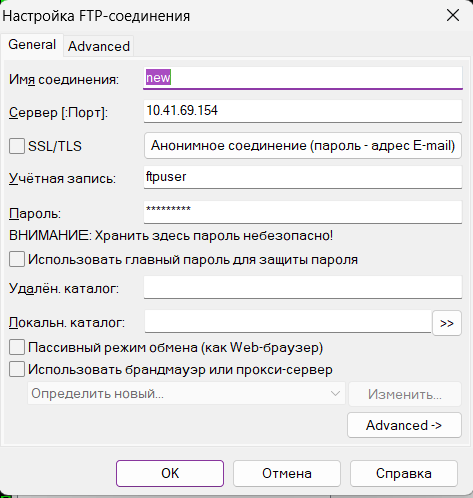 Настройка FTP-соединения
General Advanced
Имя соединения: new
Сервер [:Порт]: 10.41.69.154
SSL/TLS Анонимное соединение (пароль - адрес E-mail)
Учётная запись: ftpuser
Пароль: *********
ВНИМАНИЕ: Хранить здесь пароль небезопасно!
Использовать главный пароль для защиты пароля
Удалён. каталог:
Локальн. каталог: >>
Пассивный режим обмена (как Web-браузер)
Использовать брандмауэр или прокси-сервер
Определить новый... Изменить...
Advanced ->
OK Отмена Справка